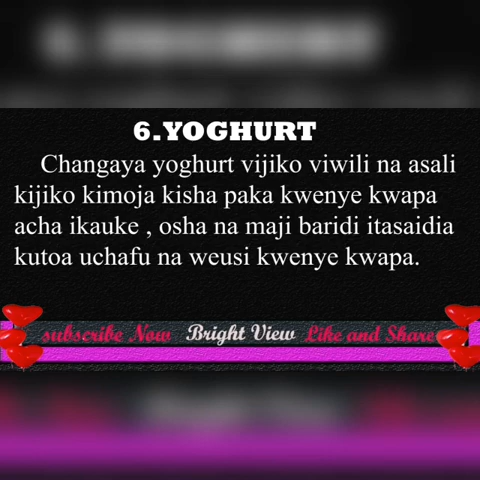 6.YOGHURT
Changaya yoghurt vijiko viwili na asali
kijiko kimoja kisha paka kwenye kwapa
acha ikauke , osha na maji baridi itasaidia
kutoa uchafu na weusi kwenye kwapa.
subscribe Now Bright View Like and Share